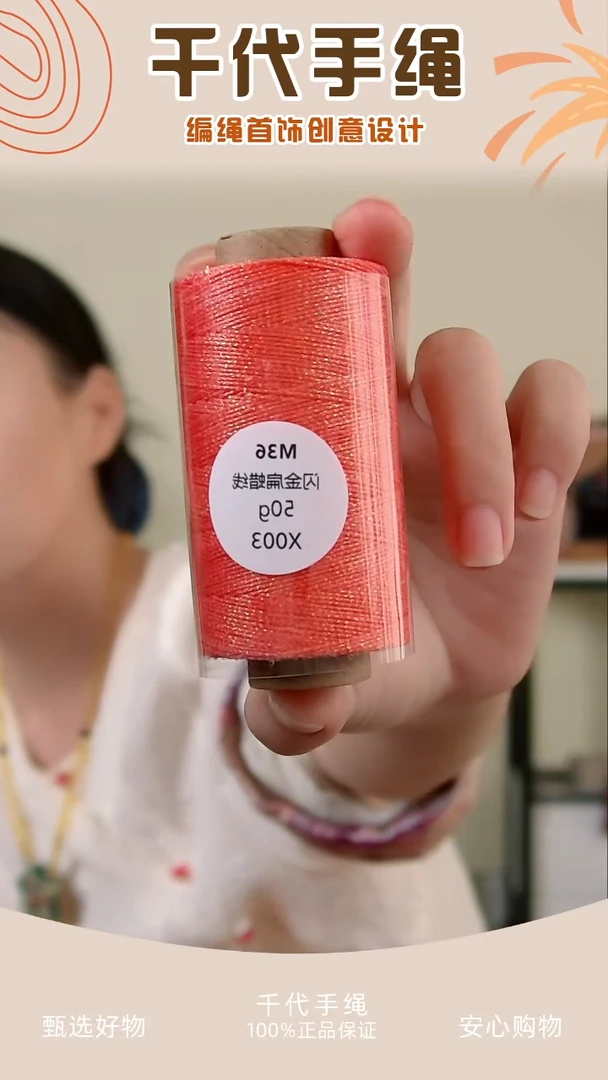 千代手绳
编绳首饰创意设计
M36
闪金扁蜡线
50g
X003
甄选好物
千代手绳
100%正品保证
安心购物